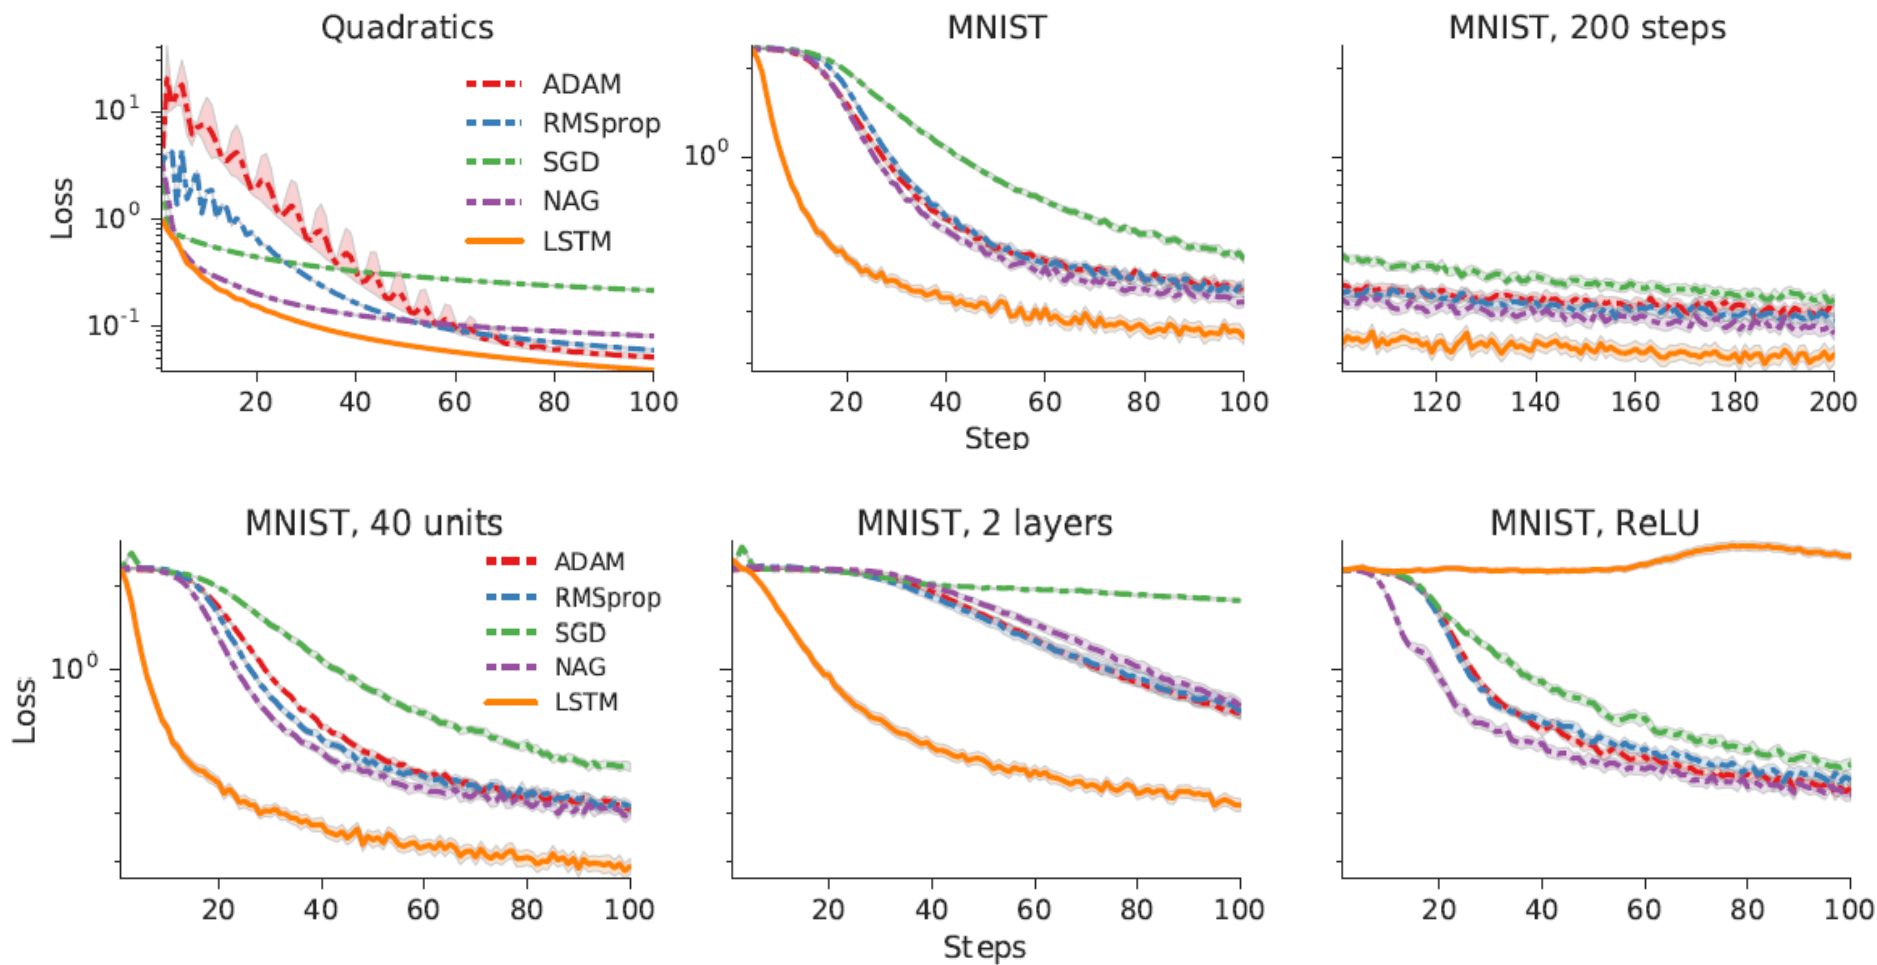 Quadratics
MNIST
MNIST, 200 steps
ADAM
RMSprop
SGD
NAG
LSTM
Loss
10^1
10^0
10^-1
10^0
20 40 60 80 100
20 40 60 80 100
120 140 160 180 200
Step
MNIST, 40 units
MNIST, 2 layers
MNIST, ReLU
ADAM
RMSprop
SGD
NAG
LSTM
Loss
10^0
20 40 60 80 100
20 40 60 80 100
20 40 60 80 100
Steps